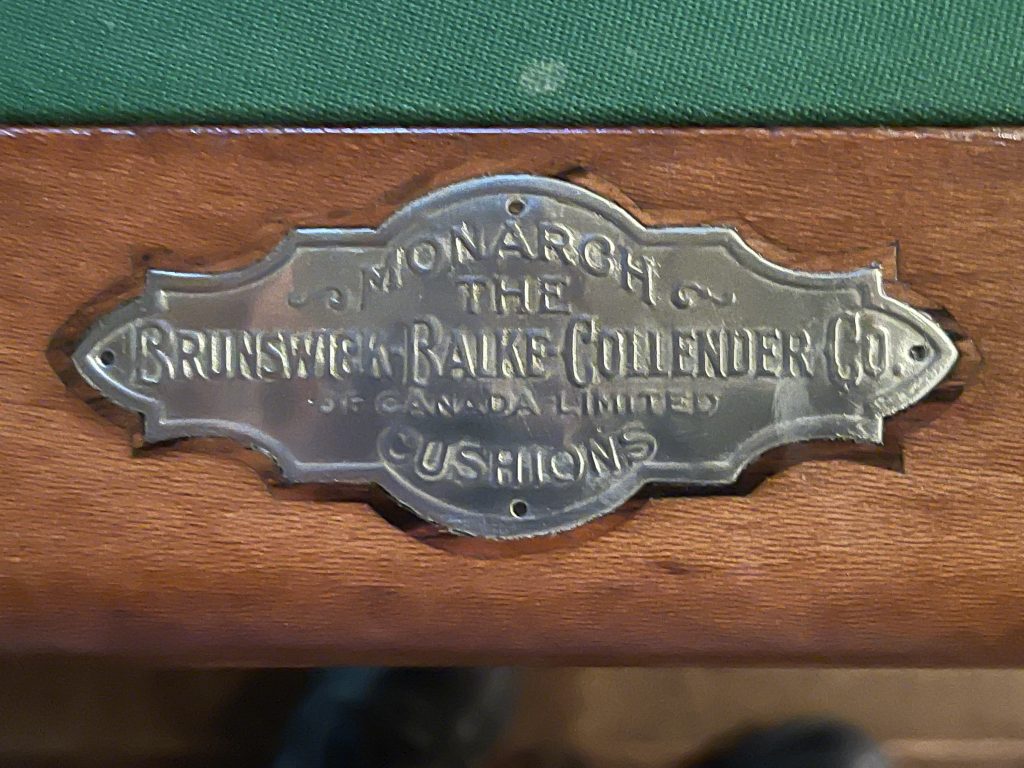 MONARCH
THE
BRUNSWICK-BALKE-COLLENDER CO.
OF CANADA LIMITED
CUSHIONS